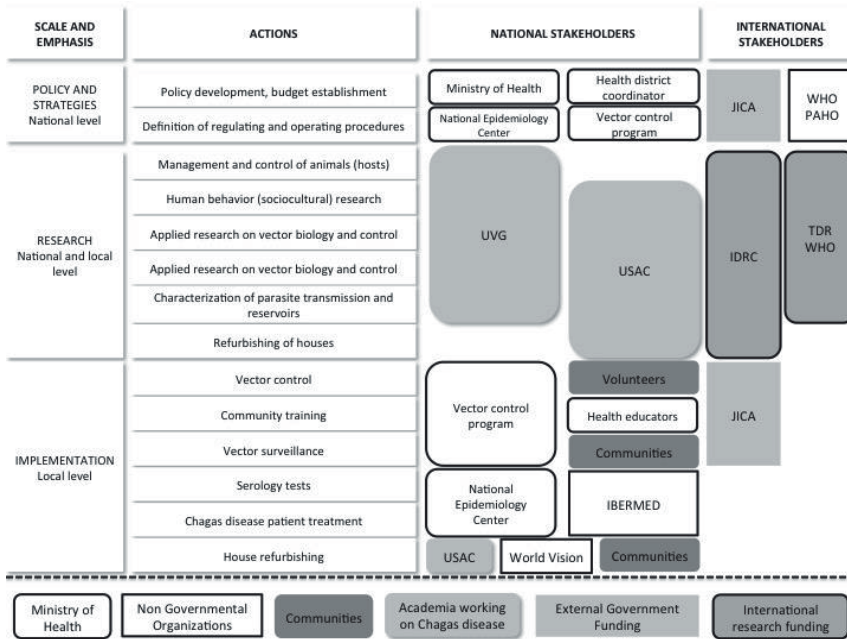 SCALE AND
EMPHASIS
ACTIONS
NATIONAL STAKEHOLDERS
INTERNATIONAL
STAKEHOLDERS
POLICY AND
STRATEGIES
National level
Policy development, budget establishment
Definition of regulating and operating procedures
Ministry of Health
Health district
coordinator
National Epidemiology
Center
Vector control
program
JICA
WHO
PAHO
RESEARCH
National and local
level
Management and control of animals (hosts)
Human behavior (sociocultural) research
Applied research on vector biology and control
Applied research on vector biology and control
Characterization of parasite transmission and
reservoirs
Refurbishing of houses
UVG
USAC
IDRC
TDR
WHO
IMPLEMENTATION
Local level
Vector control
Community training
Vector surveillance
Serology tests
Chagas disease patient treatment
House refurbishing
Vector control
program
Volunteers
Health educators
Communities
JICA
National
Epidemiology
Center
IBERMED
USAC
World Vision
Communities
Ministry of
Health
Non Governmental
Organizations
Communities
Academia working
on Chagas disease
External Government
Funding
International
research funding